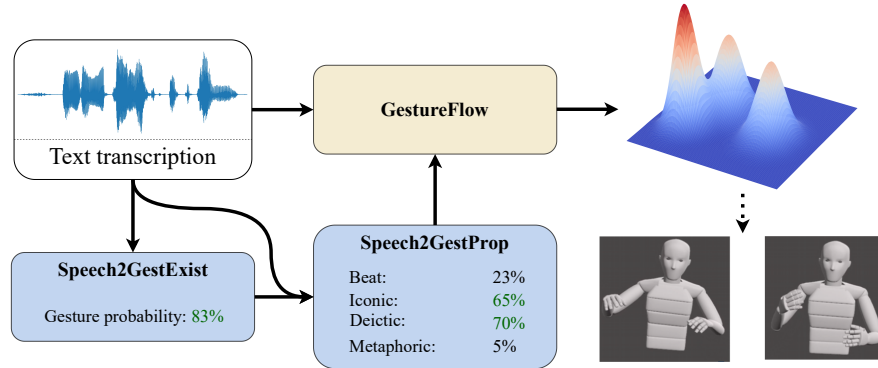 Text transcription
GestureFlow
Speech2GestExist
Gesture probability: 83%
Speech2GestProp
Beat: 23%
Iconic: 65%
Deictic: 70%
Metaphoric: 5%